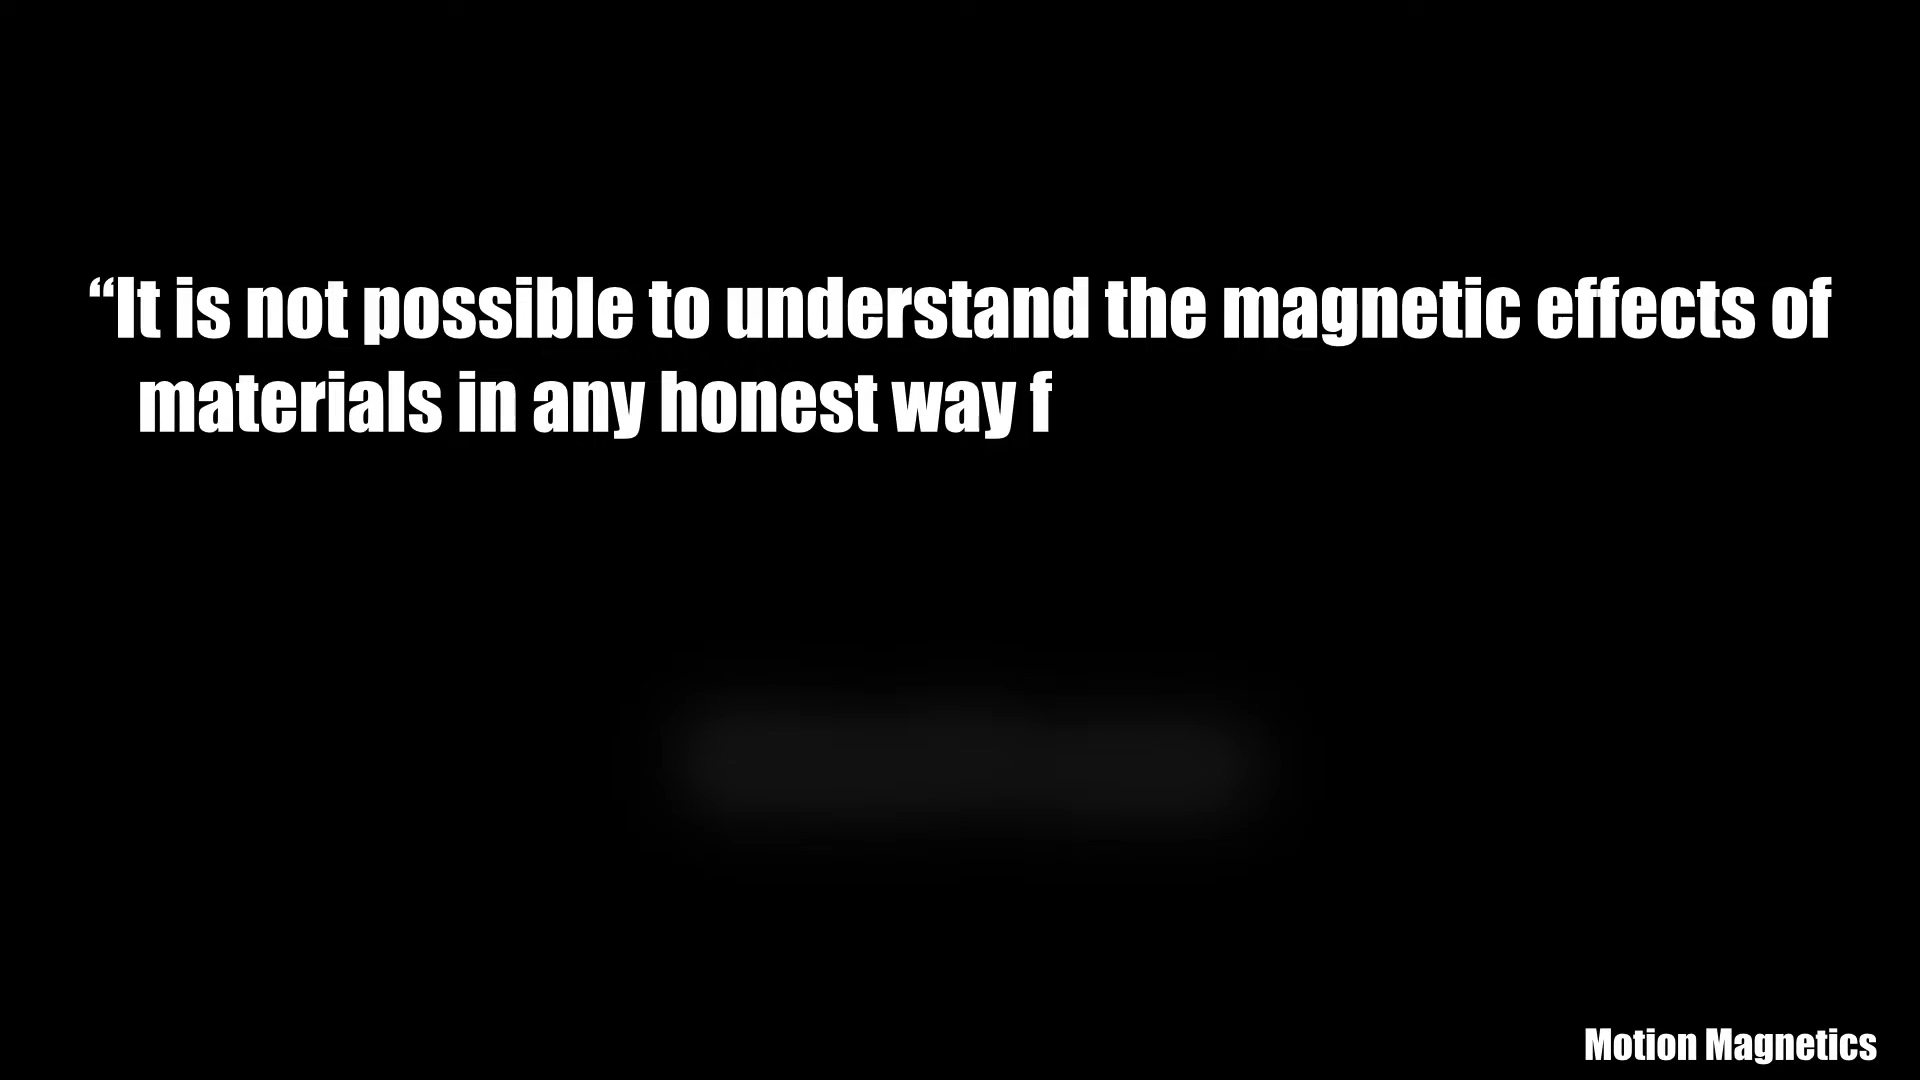 “It is not possible to understand the magnetic effects of
materials in any honest way f
Motion Magnetics